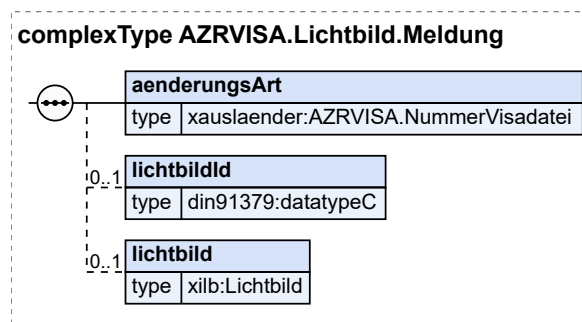 complexType AZRVISA.Lichtbild.Meldung
aenderungsArt
type xauslaender:AZRVISA.NummerVisadatei
0..1
lichtbildId
type din91379:datatypeC
0..1
lichtbild
type xilb:Lichtbild